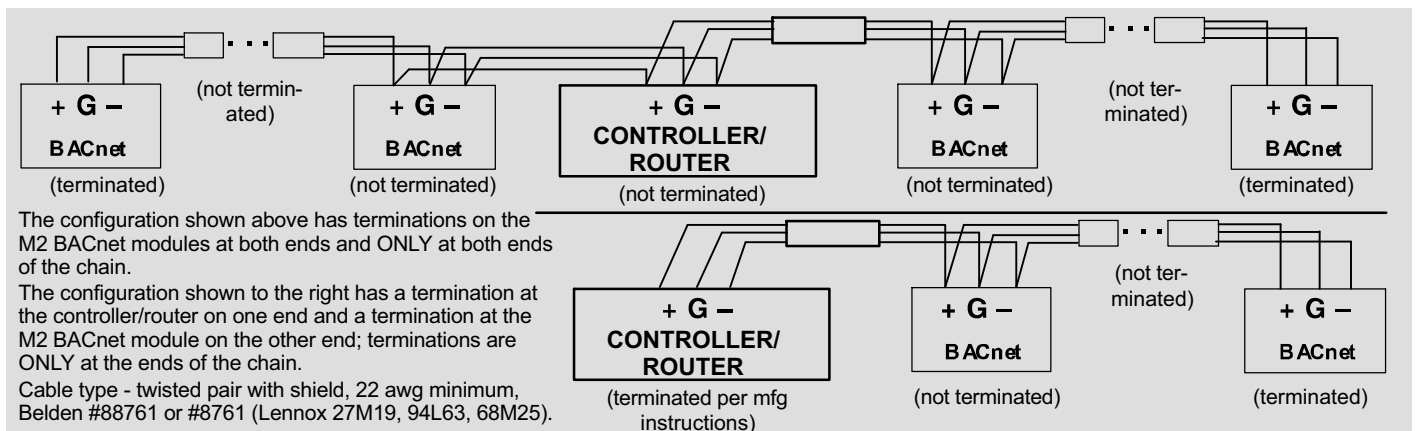 (not termin-
ated)
(not ter-
minated)
+ G –
BACnet
(terminated)
+ G –
BACnet
(not terminated)
+ G –
CONTROLLER/
ROUTER
(not terminated)
+ G –
BACnet
(not terminated)
+ G –
BACnet
(terminated)
The configuration shown above has terminations on the
M2 BACnet modules at both ends and ONLY at both ends
of the chain.
The configuration shown to the right has a termination at
the controller/router on one end and a termination at the
M2 BACnet module on the other end; terminations are
ONLY at the ends of the chain.
Cable type - twisted pair with shield, 22 awg minimum,
Belden #88761 or #8761 (Lennox 27M19, 94L63, 68M25).
(not ter-
minated)
+ G –
CONTROLLER/
ROUTER
(terminated per mfg
instructions)
+ G –
BACnet
(not terminated)
+ G –
BACnet
(terminated)